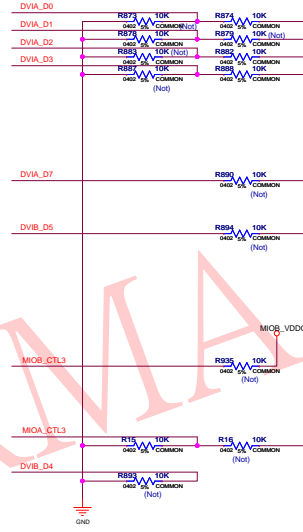 DVIA_D0
R873 10K R874 10K
DVIA_D1
0402 5% COMMON (Not) 0402 5% COMMON
R878 10K R879 10K (Not)
DVIA_D2
0402 5% COMMON 0402 5% COMMON
R883 10K (Not) R882 10K
DVIA_D3
0402 5% COMMON 0402 5% COMMON
R887 10K R888 10K
0402 5% COMMON 0402 5% COMMON
(Not)
DVIA_D7
R890 10K
0402 5% COMMON
(Not)
DVIB_D5
R894 10K
0402 5% COMMON
(Not)
MIOB_VDDQ
MIOB_CTL3
R935 10K
0402 5% COMMON
(Not)
MIOA_CTL3
R15 10K R16 10K
0402 5% COMMON 0402 5% COMMON
(Not)
DVIB_D4
R893 10K
0402 5% COMMON
(Not)
GND